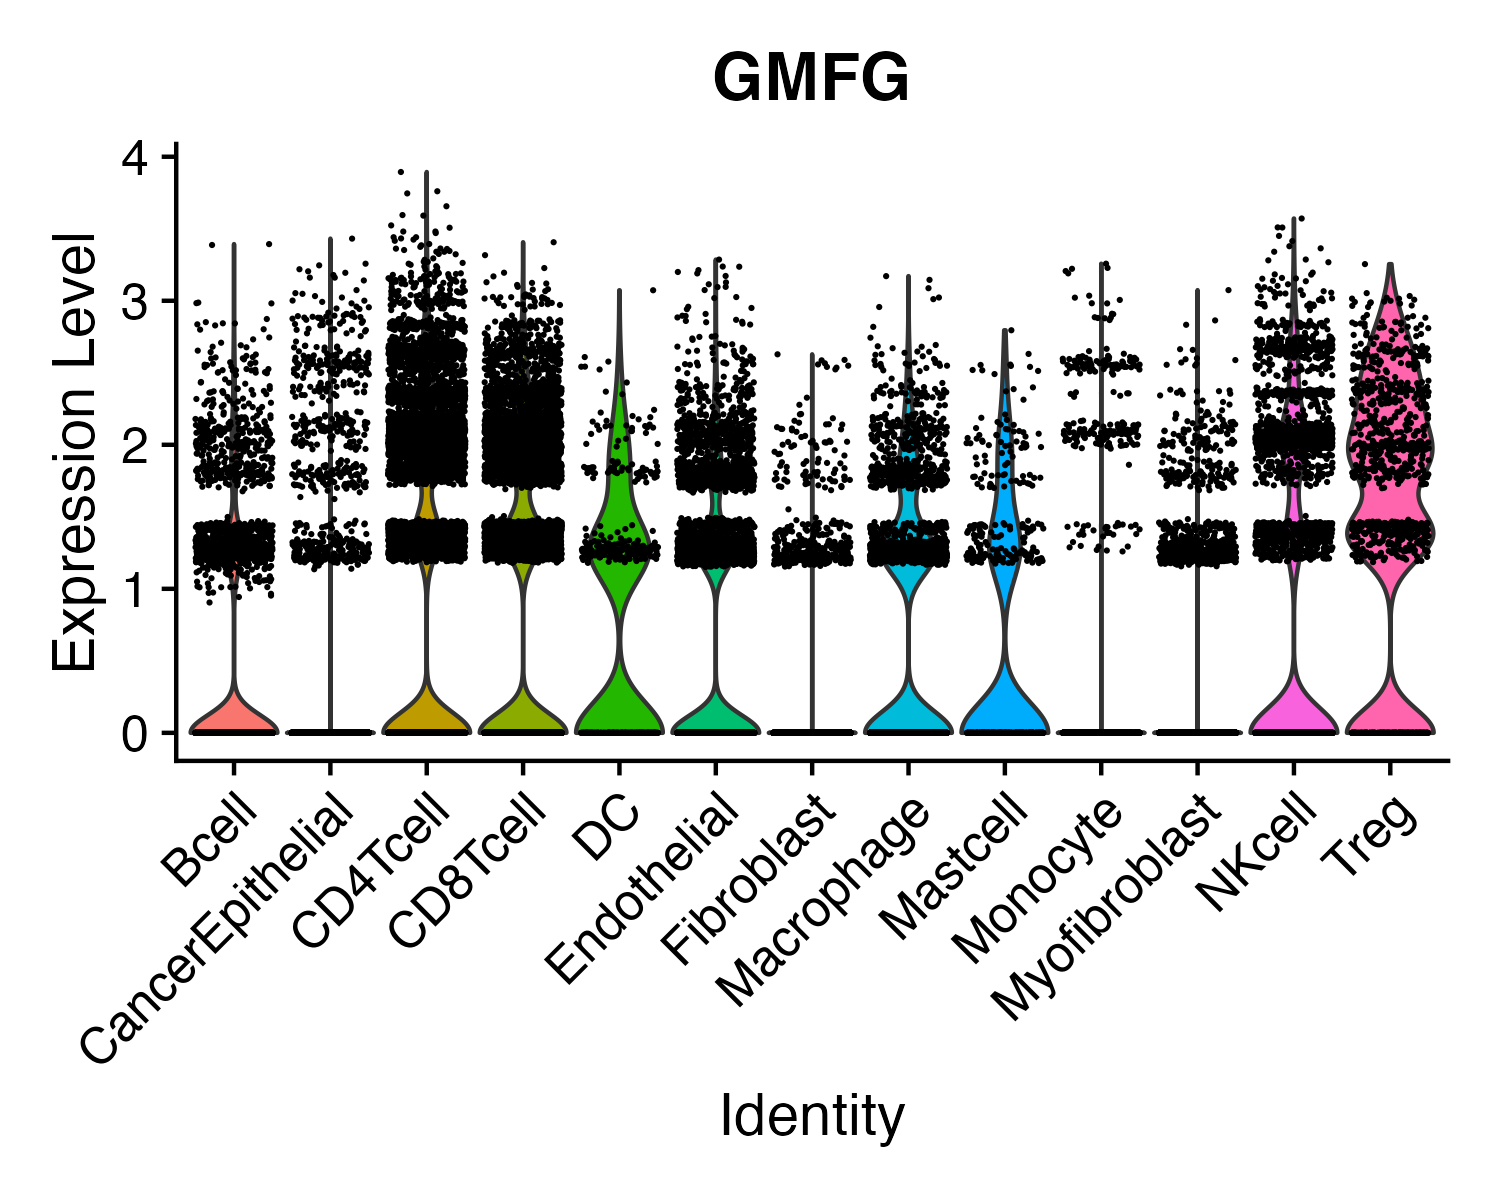 GMFG
Expression Level
4
3
2
1
0
Bcell
CancerEpithelial
CD4Tcell
CD8Tcell
DC
Endothelial
Fibroblast
Macrophage
Mastcell
Monocyte
Myofibroblast
NKcell
Treg
Identity